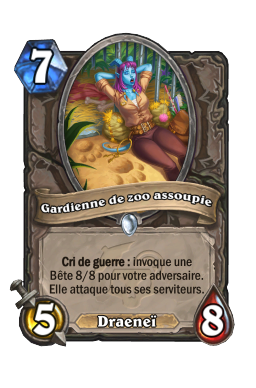 7
Gardienne de zoo assoupie
Cri de guerre : invoque une
Bête 8/8 pour votre adversaire.
Elle attaque tous ses serviteurs.
5
Draeneï
8